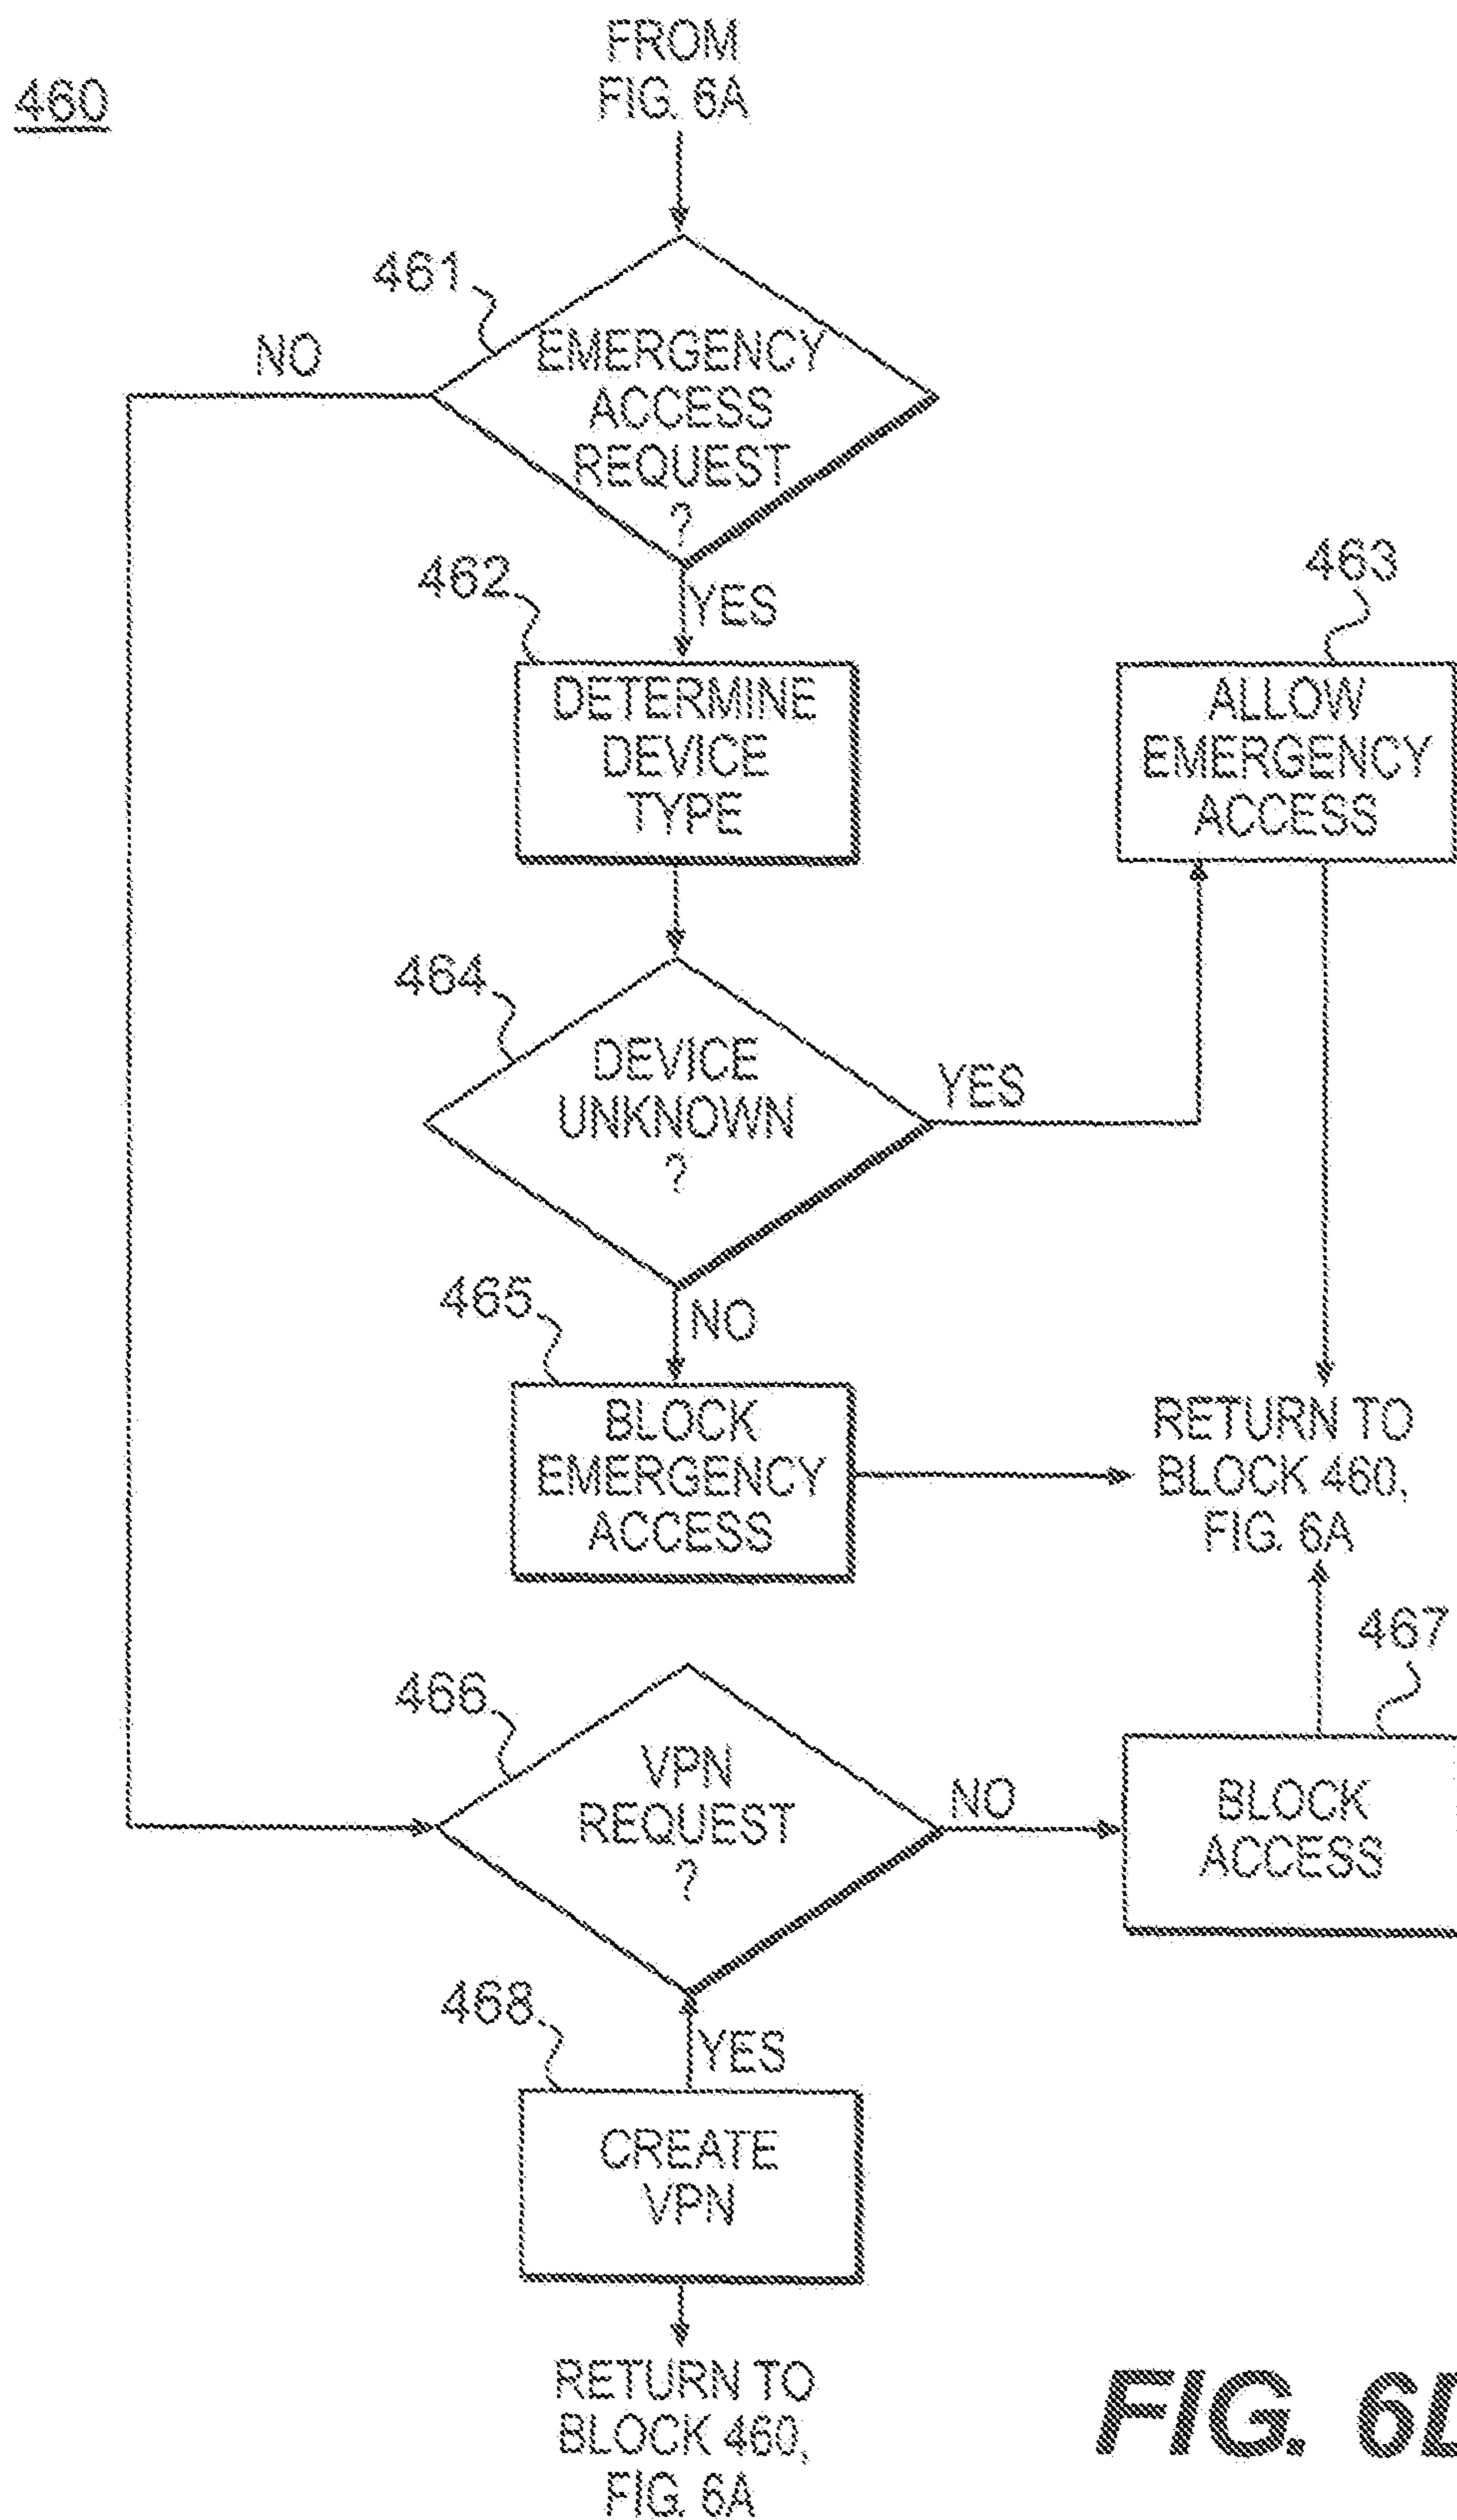 460
FROM
FIG. 6A
461
NO
EMERGENCY
ACCESS
REQUEST
?
YES
462
DETERMINE
DEVICE
TYPE
463
ALLOW
EMERGENCY
ACCESS
464
DEVICE
UNKNOWN
?
YES
NO
465
BLOCK
EMERGENCY
ACCESS
RETURN TO
BLOCK 460,
FIG. 6A
466
VPN
REQUEST
?
NO
467
BLOCK
ACCESS
YES
468
CREATE
VPN
RETURN TO
BLOCK 460,
FIG. 6A
FIG.